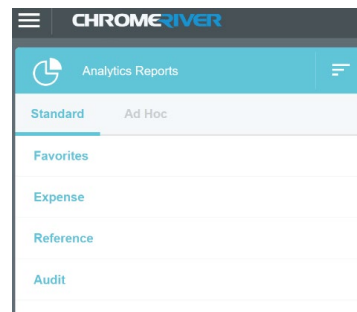 CHROMERIVER
Analytics Reports
Standard Ad Hoc
Favorites
Expense
Reference
Audit